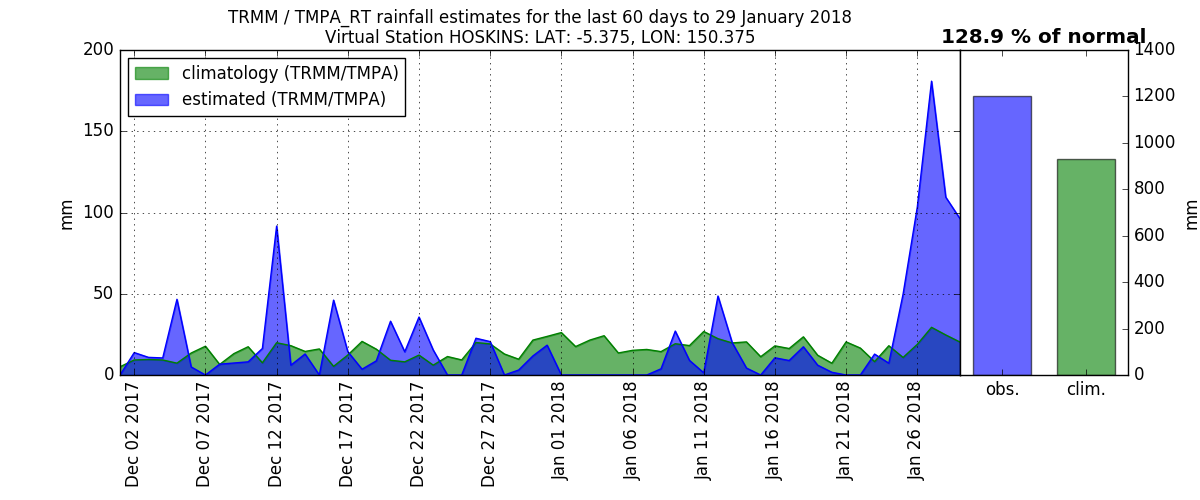 TRMM / TMPA_RT rainfall estimates for the last 60 days to 29 January 2018
Virtual Station HOSKINS: LAT: -5.375, LON: 150.375
128.9 % of normal
climatology (TRMM/TMPA)
estimated (TRMM/TMPA)
mm
200
150
100
50
0
Dec 02 2017
Dec 07 2017
Dec 12 2017
Dec 17 2017
Dec 22 2017
Dec 27 2017
Jan 01 2018
Jan 06 2018
Jan 11 2018
Jan 16 2018
Jan 21 2018
Jan 26 2018
1400
1200
1000
800
600
400
200
0
mm
obs.
clim.